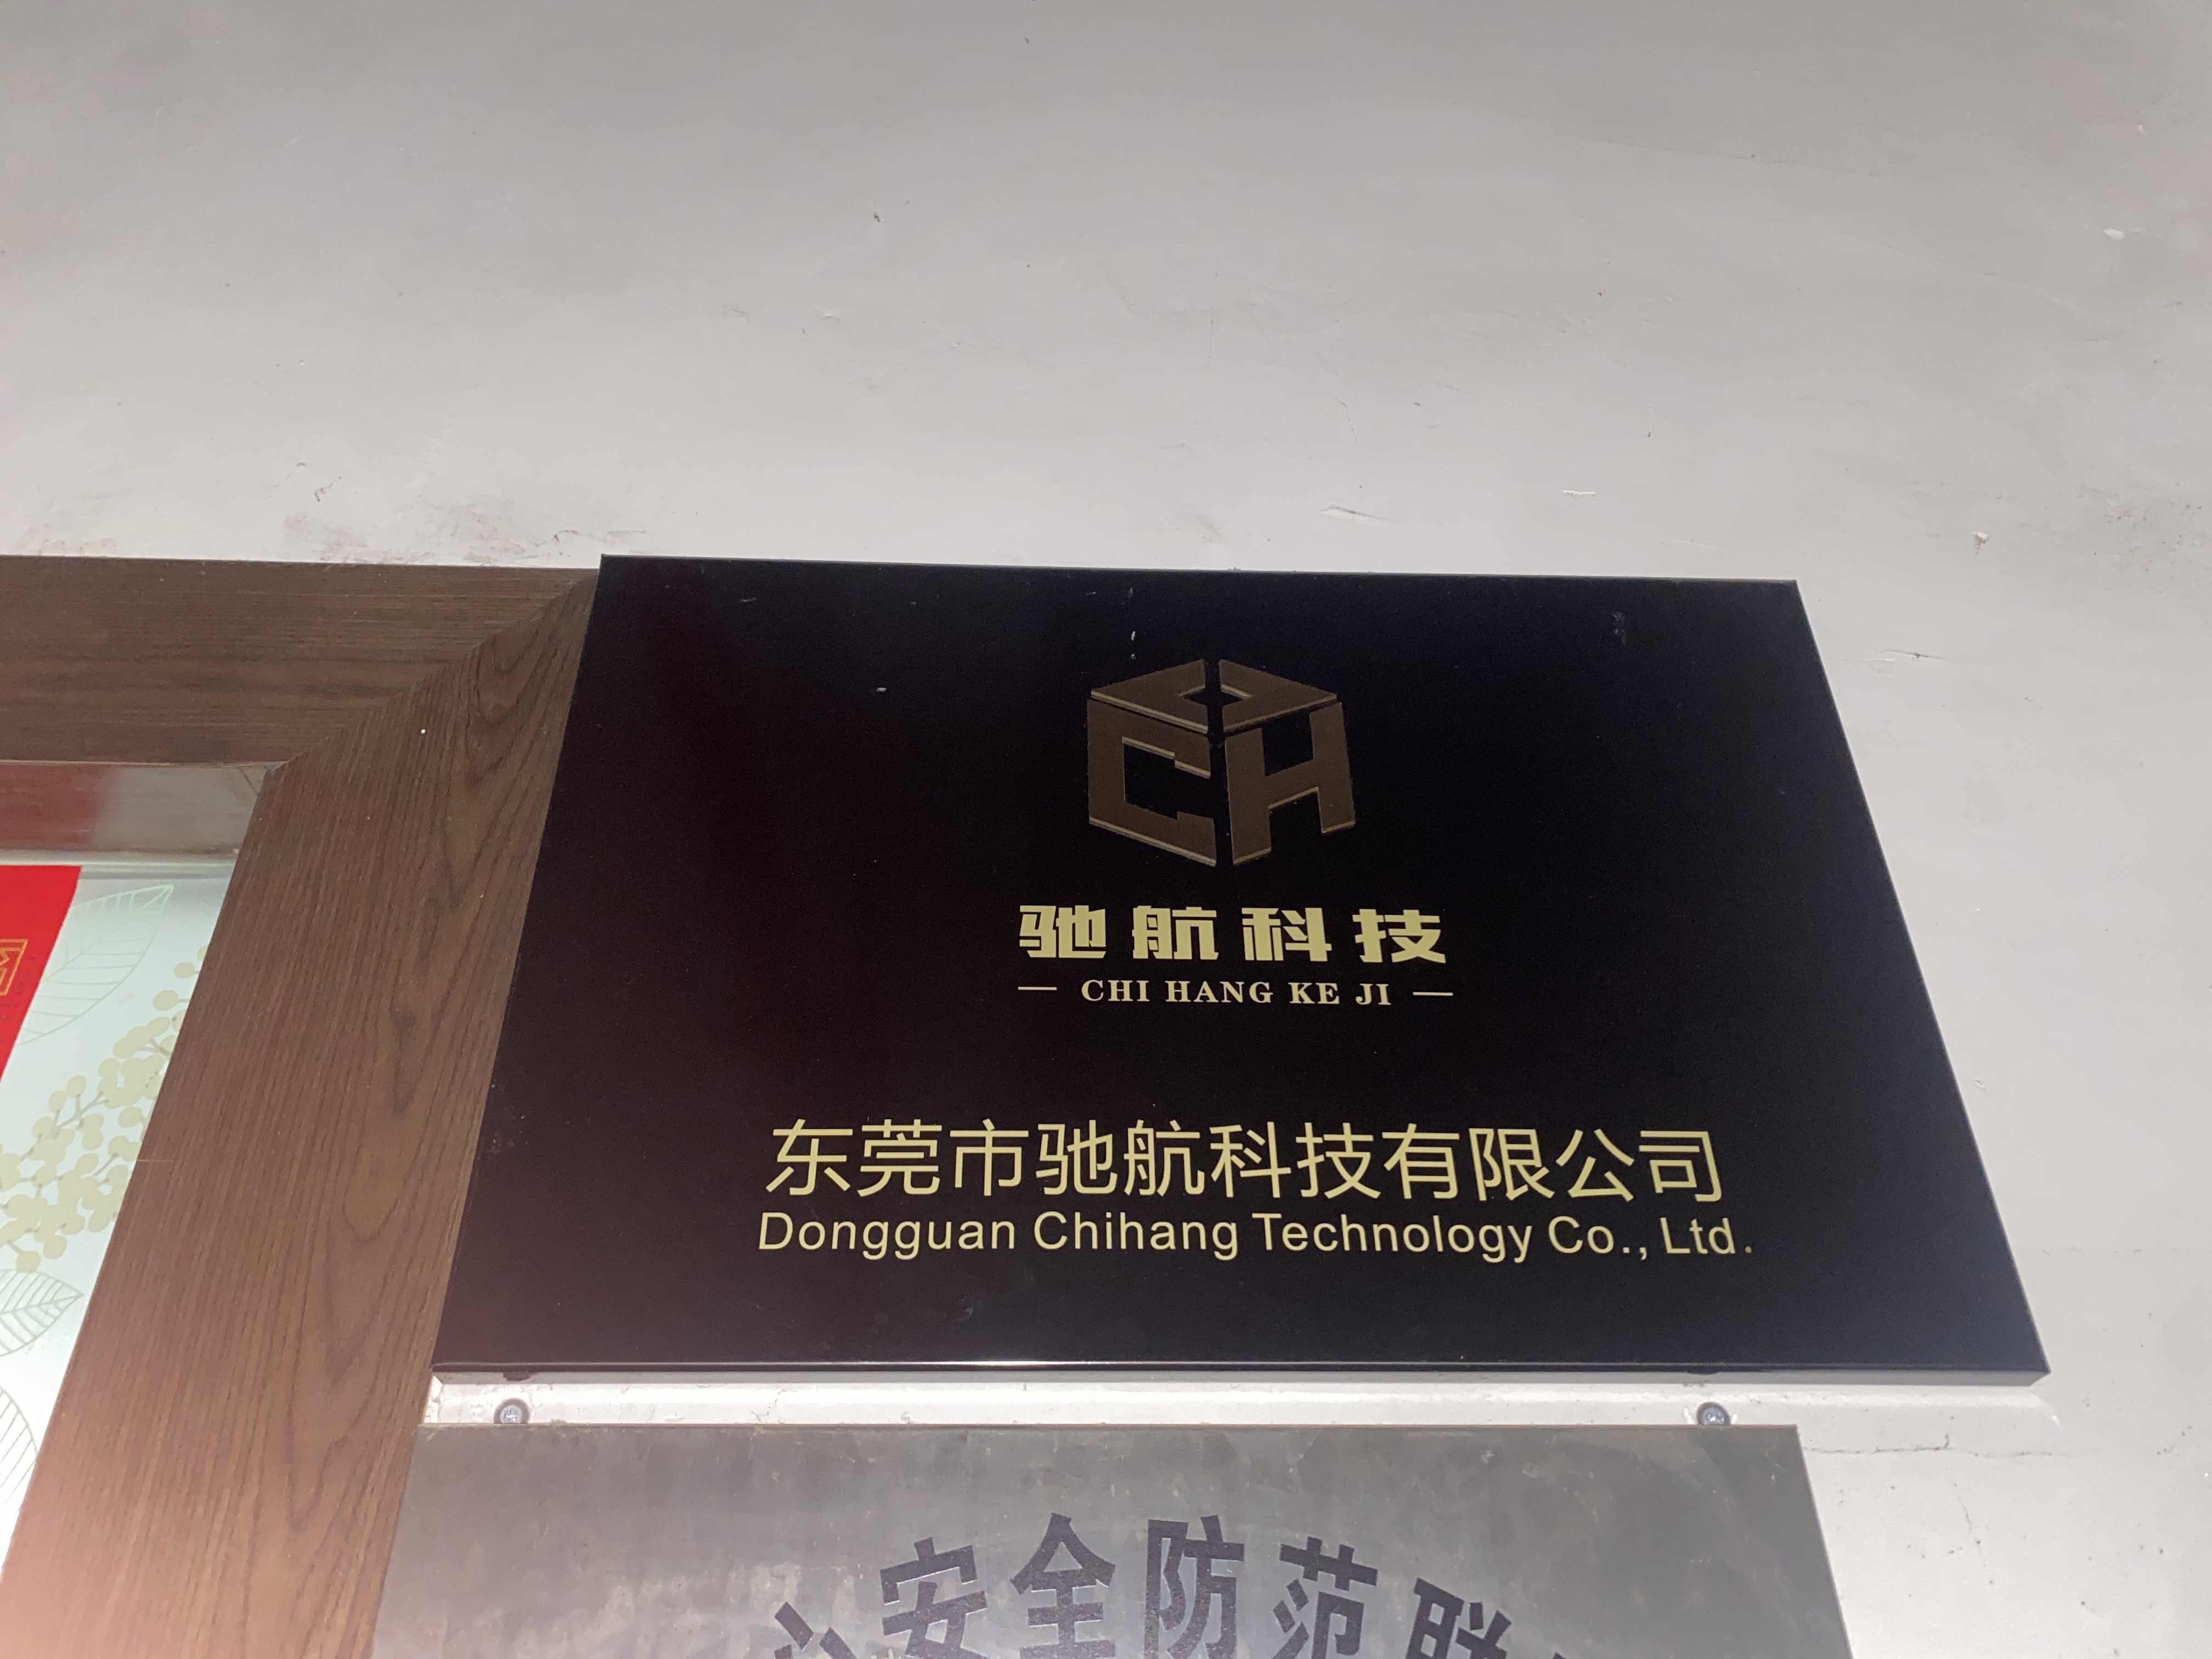 CH
驰航科技
— CHI HANG KE JI —
东莞市驰航科技有限公司
Dongguan Chihang Technology Co., Ltd.
安全防范联